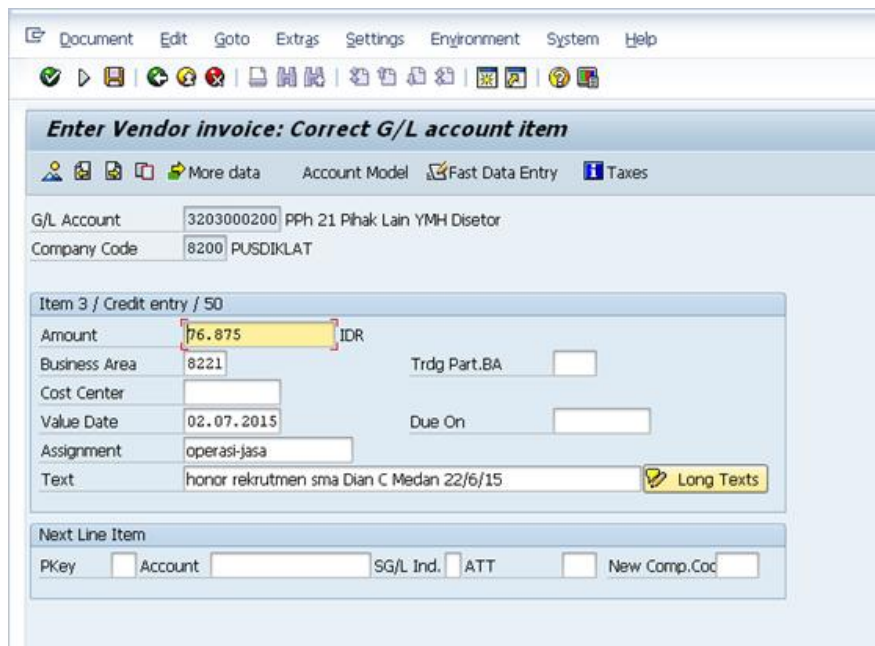 Document Edit Goto Extras Settings Environment System Help
Enter Vendor invoice: Correct G/L account item
More data Account Model Fast Data Entry Taxes
G/L Account 3203000200 PPh 21 Pihak Lain YMH Disetor
Company Code 8200 PUSDIKLAT
Item 3 / Credit entry / 50
Amount 76.875 IDR
Business Area 8221 Trdg Part.BA
Cost Center
Value Date 02.07.2015 Due On
Assignment operasi-jasa
Text honor rekrutmen sma Dian C Medan 22/6/15 Long Texts
Next Line Item
PKey Account SG/L Ind. ATT New Comp.Cod